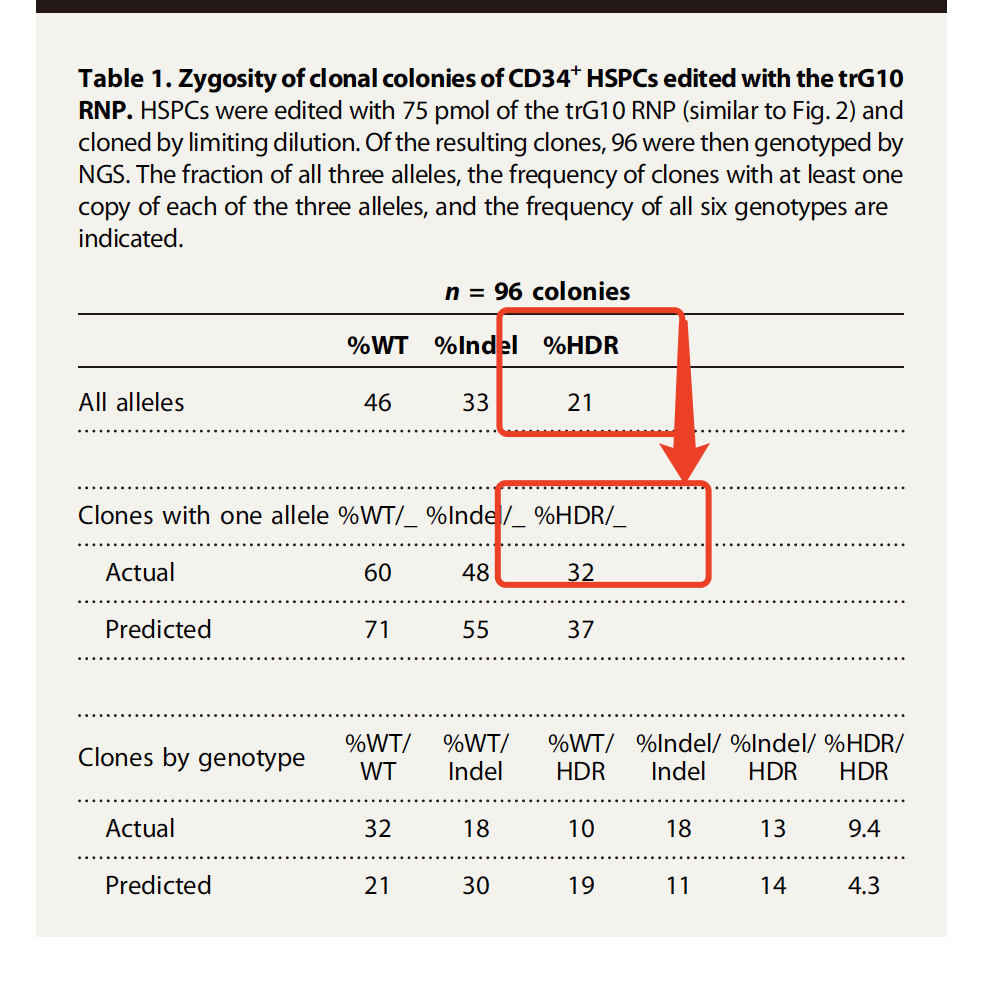 Table 1. Zygosity of clonal colonies of CD34+ HSPCs edited with the trG10
RNP. HSPCs were edited with 75 pmol of the trG10 RNP (similar to Fig. 2) and
cloned by limiting dilution. Of the resulting clones, 96 were then genotyped by
NGS. The fraction of all three alleles, the frequency of clones with at least one
copy of each of the three alleles, and the frequency of all six genotypes are
indicated.
n = 96 colonies
%WT %Indel %HDR
All alleles 46 33 21
Clones with one allele %WT/_ %Indel/_ %HDR/_
Actual 60 48 32
Predicted 71 55 37
Clones by genotype %WT/ %WT/ %WT/ %Indel/ %Indel/ %HDR/
WT Indel HDR Indel HDR HDR
Actual 32 18 10 18 13 9.4
Predicted 21 30 19 11 14 4.3